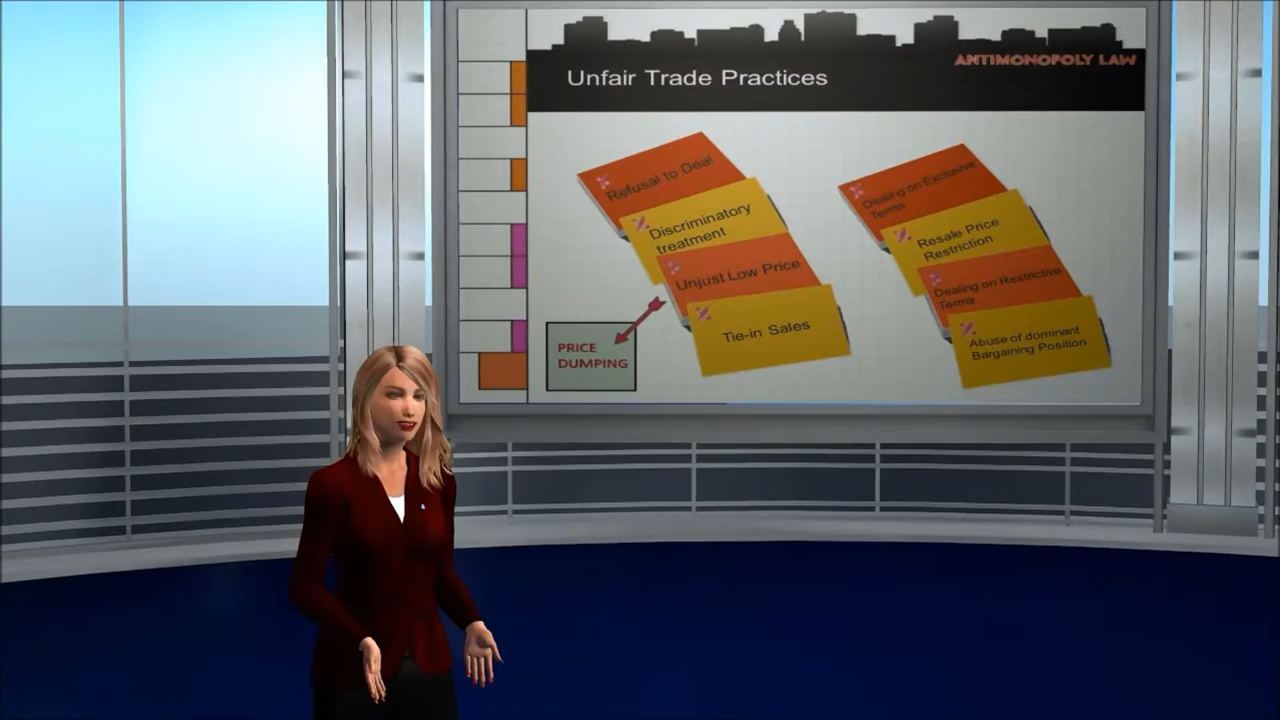 ANTIMONOPOLY LAW
Unfair Trade Practices
Refusal to Deal
Discriminatory
treatment
Unjust Low Price
Tie-in Sales
PRICE
DUMPING
Dealing on Exclusive
Terms
Resale Price
Restriction
Dealing on Restrictive
Terms
Abuse of dominant
Bargaining Position